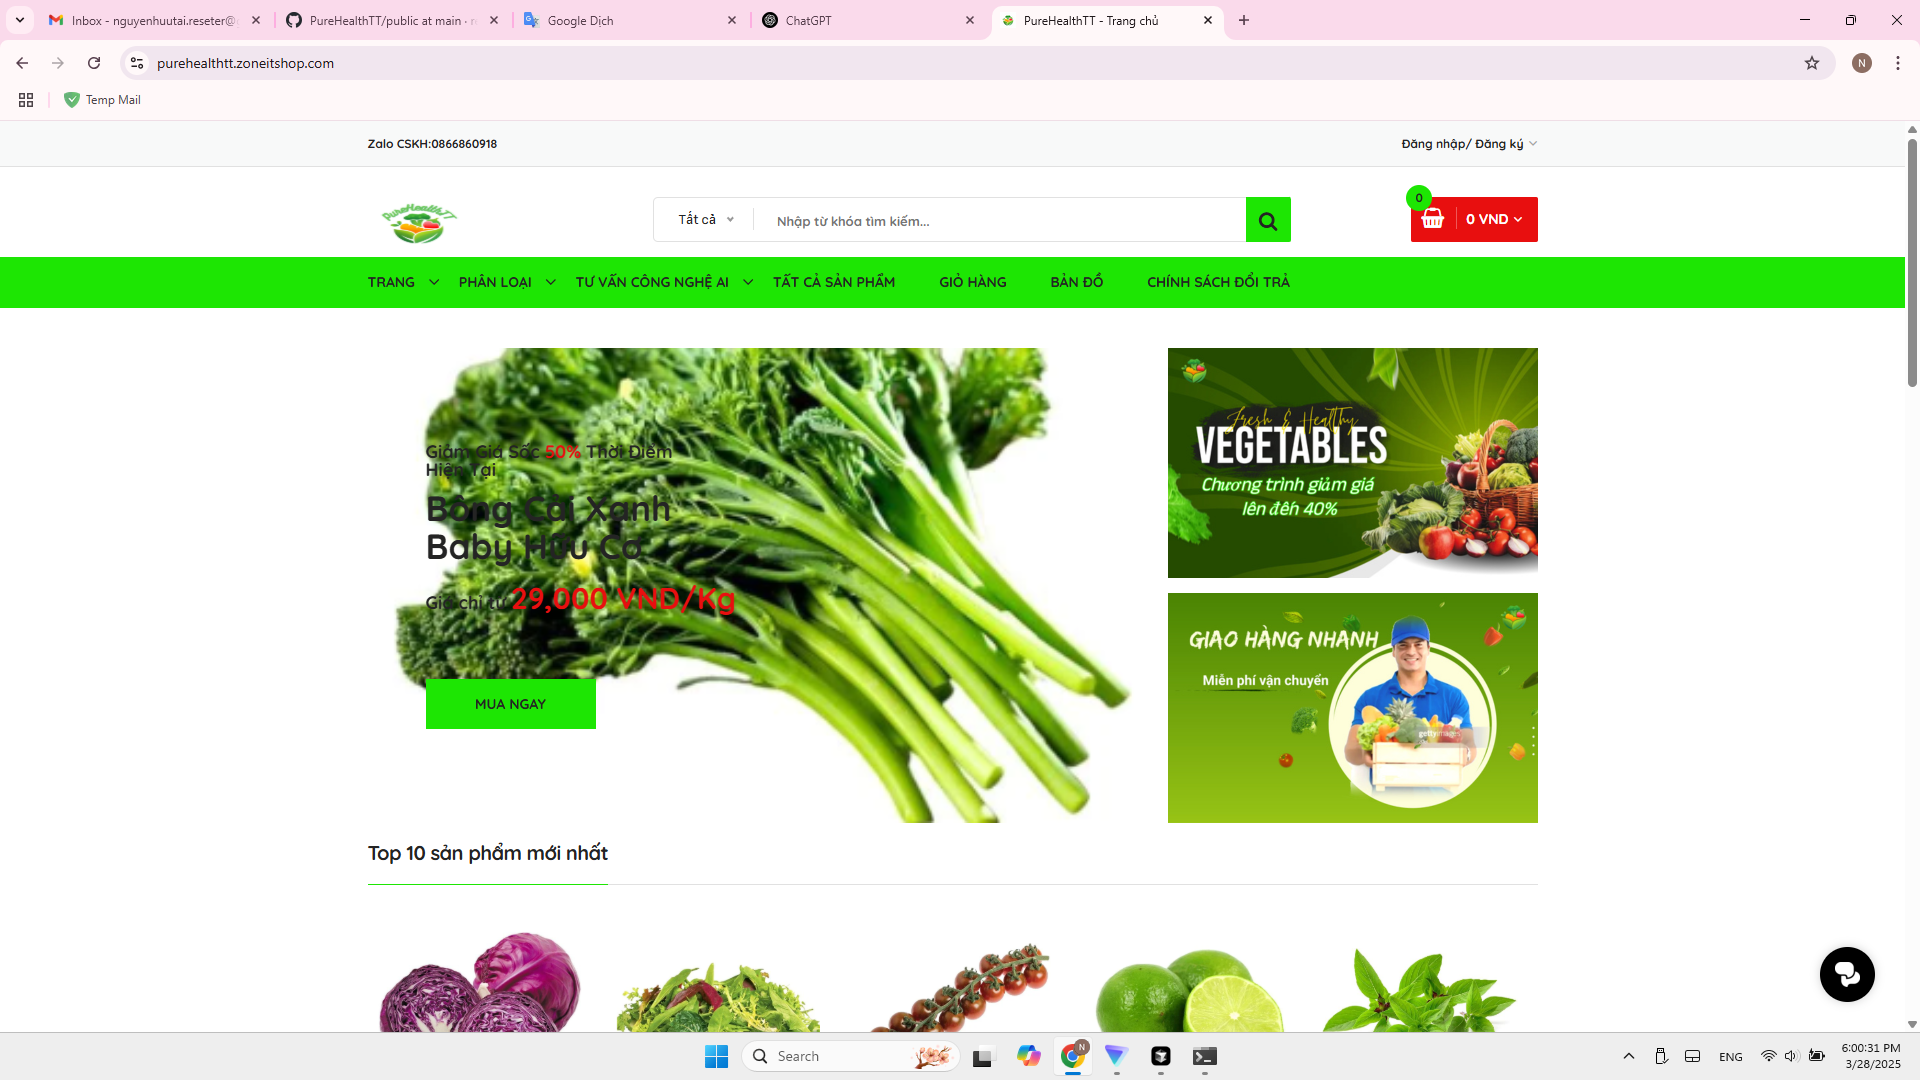 Inbox - nguyenhuutai.reseter@
PureHealthTT/public at main · r
Google Dịch
ChatGPT
PureHealthTT - Trang chủ
purehealthtt.zoneitshop.com
N
Temp Mail
Zalo CSKH:0866860918
Đăng nhập/ Đăng ký
PureHealthTT
Tất cả
Nhập từ khóa tìm kiếm...
0
0 VND
TRANG
PHÂN LOẠI
TƯ VẤN CÔNG NGHỆ AI
TẤT CẢ SẢN PHẨM
GIỎ HÀNG
BẢN ĐỒ
CHÍNH SÁCH ĐỔI TRẢ
Giảm Giá Sốc 50% Thời Điểm
Hiện Tại
Bông Cải Xanh
Baby Hữu Cơ
Giá chỉ từ 29,000 VND/Kg
MUA NGAY
Fresh & Healthy
VEGETABLES
Chương trình giảm giá
lên đến 40%
GIAO HÀNG NHANH
Miễn phí vận chuyển
gettyimages
Top 10 sản phẩm mới nhất
Search
N
ENG
6:00:31 PM
3/28/2025